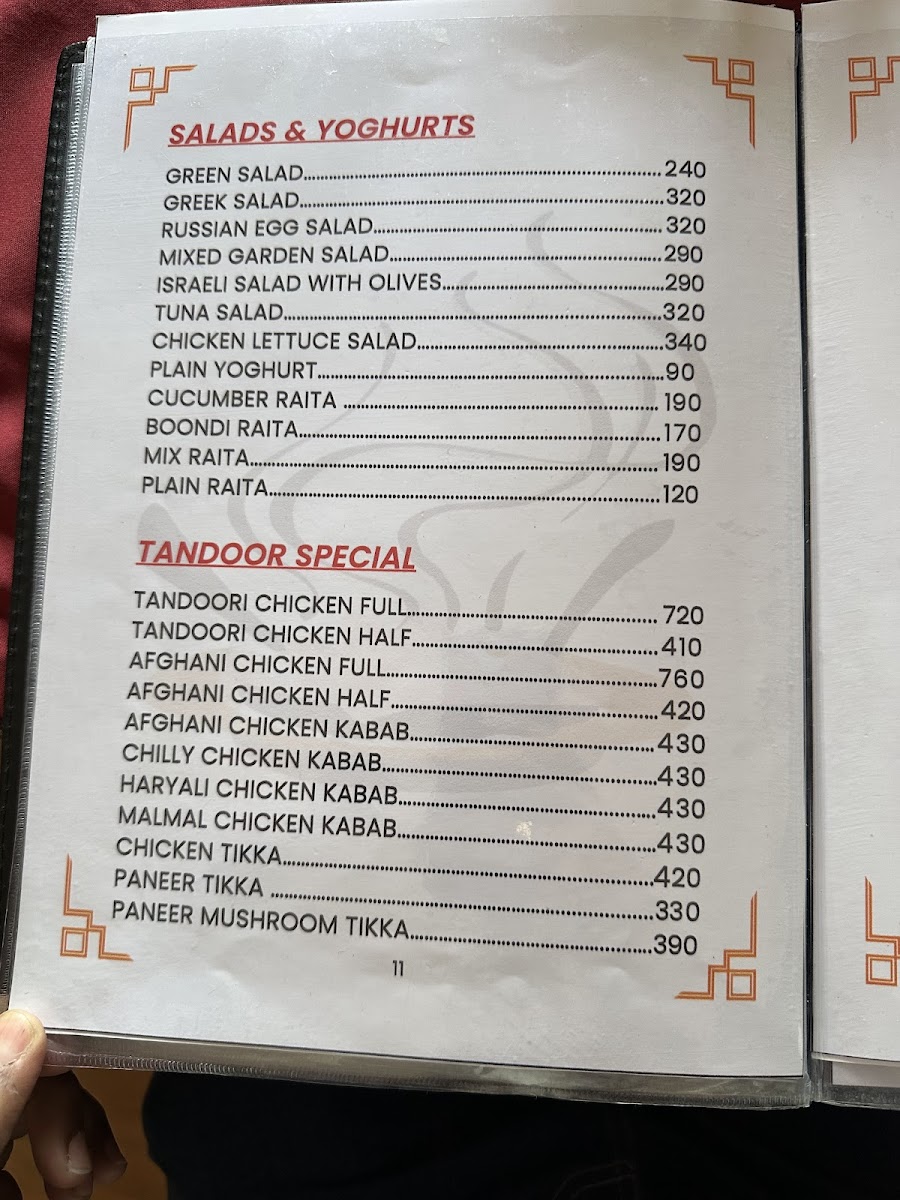 SALADS & YOGHURTS
GREEN SALAD........240
GREEK SALAD........320
RUSSIAN EGG SALAD........320
MIXED GARDEN SALAD........290
ISRAELI SALAD WITH OLIVES........290
TUNA SALAD........320
CHICKEN LETTUCE SALAD........340
PLAIN YOGHURT........90
CUCUMBER RAITA ........190
BOONDI RAITA........170
MIX RAITA........190
PLAIN RAITA........120
TANDOOR SPECIAL
TANDOORI CHICKEN FULL........720
TANDOORI CHICKEN HALF........410
AFGHANI CHICKEN FULL........760
AFGHANI CHICKEN HALF........420
AFGHANI CHICKEN KABAB........430
CHILLY CHICKEN KABAB........430
HARYALI CHICKEN KABAB........430
MALMAL CHICKEN KABAB........430
CHICKEN TIKKA........420
PANEER TIKKA ........330
PANEER MUSHROOM TIKKA........390
11